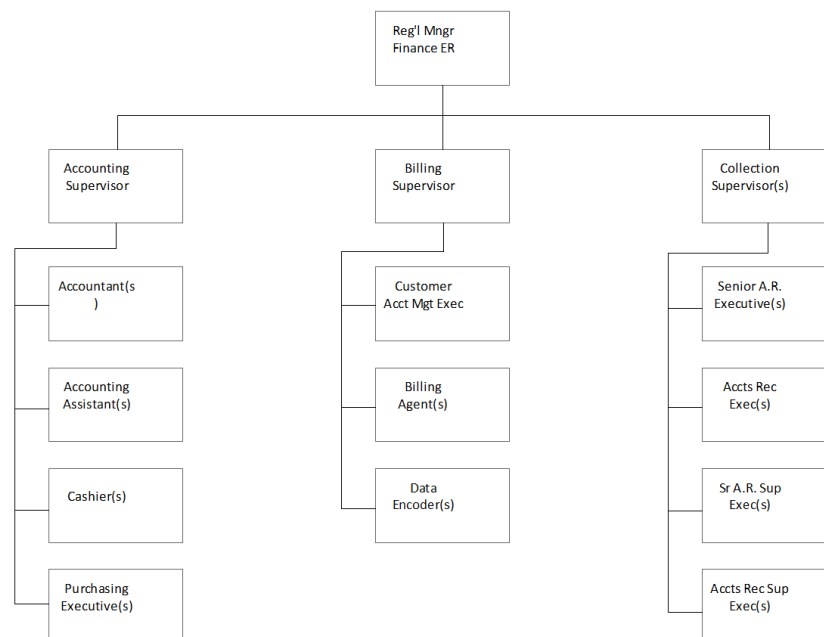 Reg'l Mngr
Finance ER
Accounting
Supervisor
Billing
Supervisor
Collection
Supervisor(s)
Accountant(s
)
Customer
Acct Mgt Exec
Senior A.R.
Executive(s)
Accounting
Assistant(s)
Billing
Agent(s)
Accts Rec
Exec(s)
Cashier(s)
Data
Encoder(s)
Sr A.R. Sup
Exec(s)
Purchasing
Executive(s)
Accts Rec Sup
Exec(s)